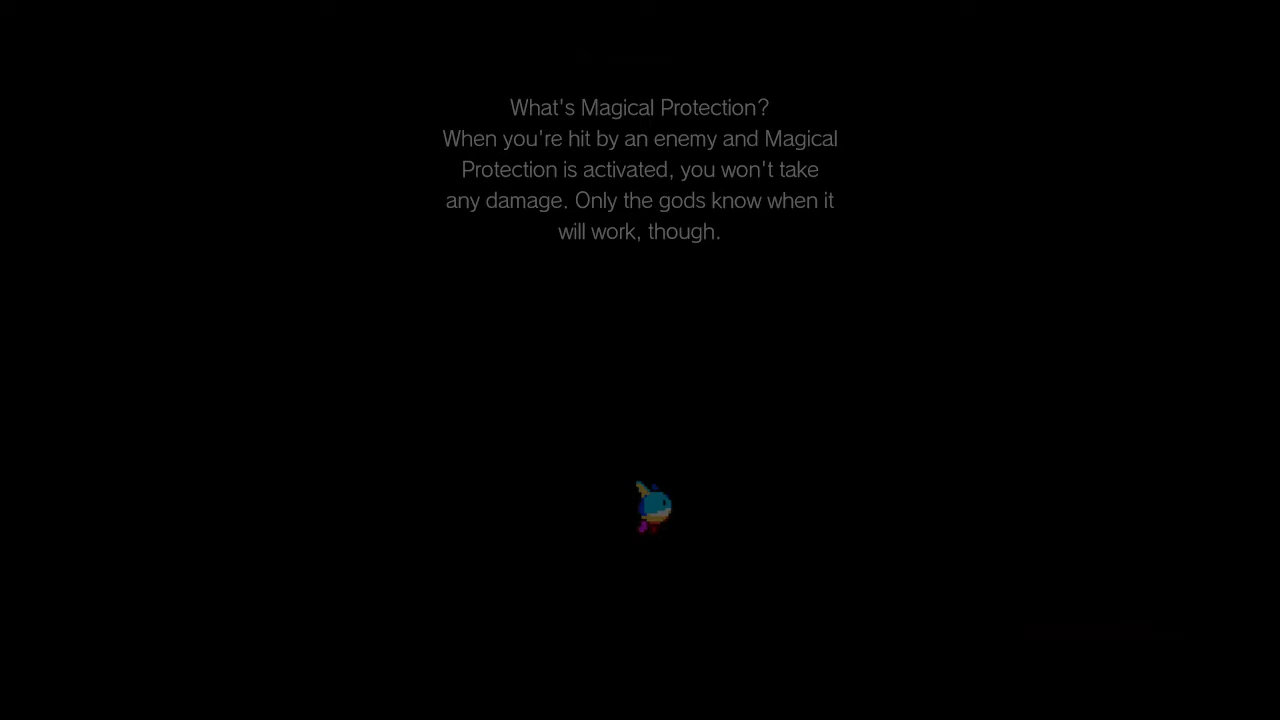 What's Magical Protection?
When you're hit by an enemy and Magical
Protection is activated, you won't take
any damage. Only the gods know when it
will work, though.